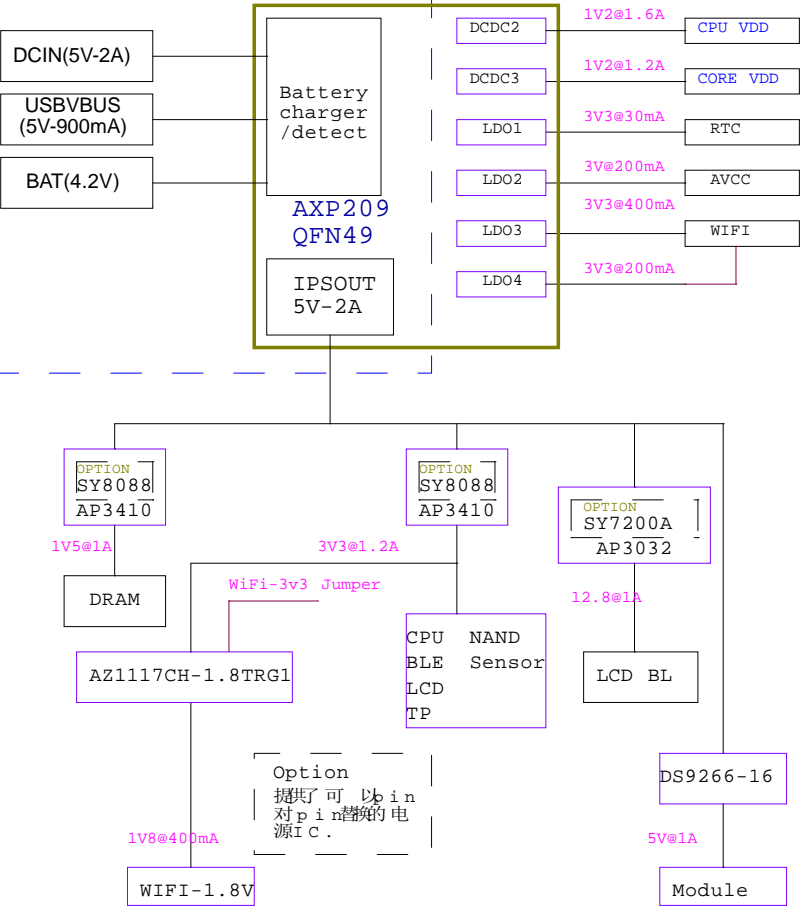 DCDC2
1V2@1.6A
CPU VDD
DCIN(5V-2A)
DCDC3
1V2@1.2A
CORE VDD
Battery
charger
/detect
USBVBUS
(5V-900mA)
LDO1
3V3@30mA
RTC
BAT(4.2V)
LDO2
3V@200mA
AVCC
AXP209
QFN49
LDO3
3V3@400mA
WIFI
IPSOUT
5V-2A
LDO4
3V3@200mA
OPTION
SY8088
AP3410
OPTION
SY8088
AP3410
OPTION
SY7200A
AP3032
1V5@1A
3V3@1.2A
WiFi-3v3 Jumper
12.8@1A
DRAM
CPU NAND
BLE Sensor
LCD
TP
AZ1117CH-1.8TRG1
LCD BL
Option
提供了可以pin
对pin替换的电
源IC.
DS9266-16
1V8@400mA
5V@1A
WIFI-1.8V
Module